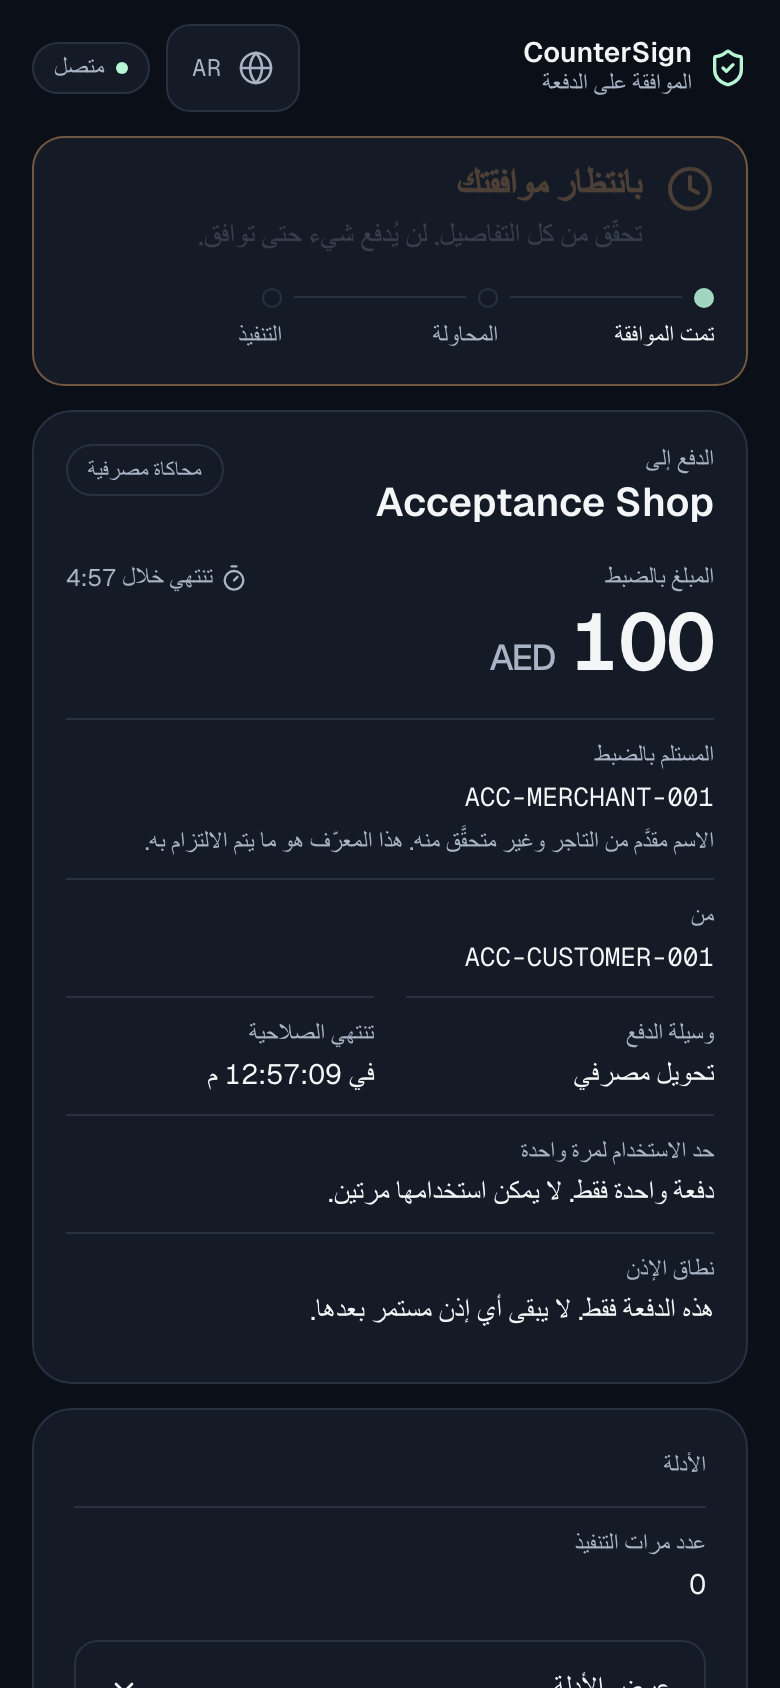 CounterSign
الموافقة على الدفعة
AR
متصل
بانتظار موافقتك
تحقَّق من كل التفاصيل. لن يُدفع شيء حتى توافق.
تمت الموافقة
المحاولة
التنفيذ
الدفع إلى
محاكاة مصرفية
Acceptance Shop
المبلغ بالضبط
تنتهي خلال 4:57
100 AED
المستلم بالضبط
ACC-MERCHANT-001
الاسم مقدَّم من التاجر وغير متحقَّق منه. هذا المعرّف هو ما يتم الالتزام به.
من
ACC-CUSTOMER-001
وسيلة الدفع
تحويل مصرفي
تنتهي الصلاحية
في 12:57:09 م
حد الاستخدام لمرة واحدة
دفعة واحدة فقط. لا يمكن استخدامها مرتين.
نطاق الإذن
هذه الدفعة فقط. لا يبقى أي إذن مستمر بعدها.
الأدلة
عدد مرات التنفيذ
0
عرض الأدلة